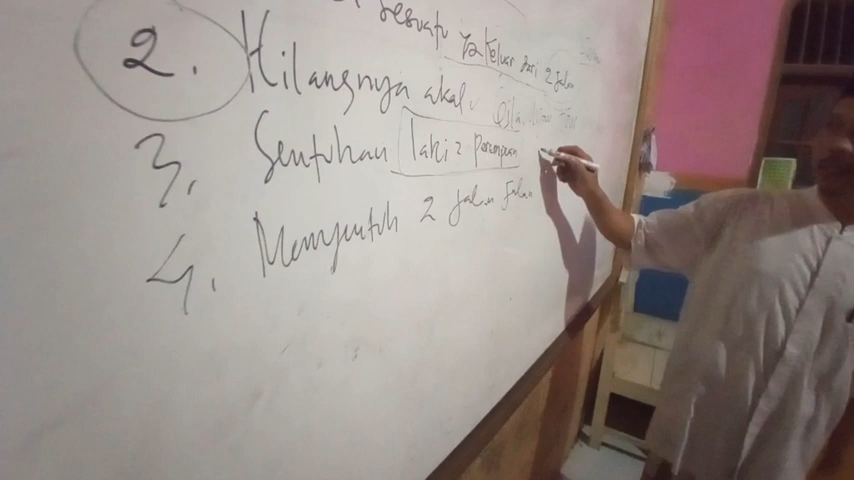 sesuatu ya keluar dari 2 jalan
2. Hilangnya akal
3. Sentuhan laki2 perempuan
4. Menyentuh 2 jalan